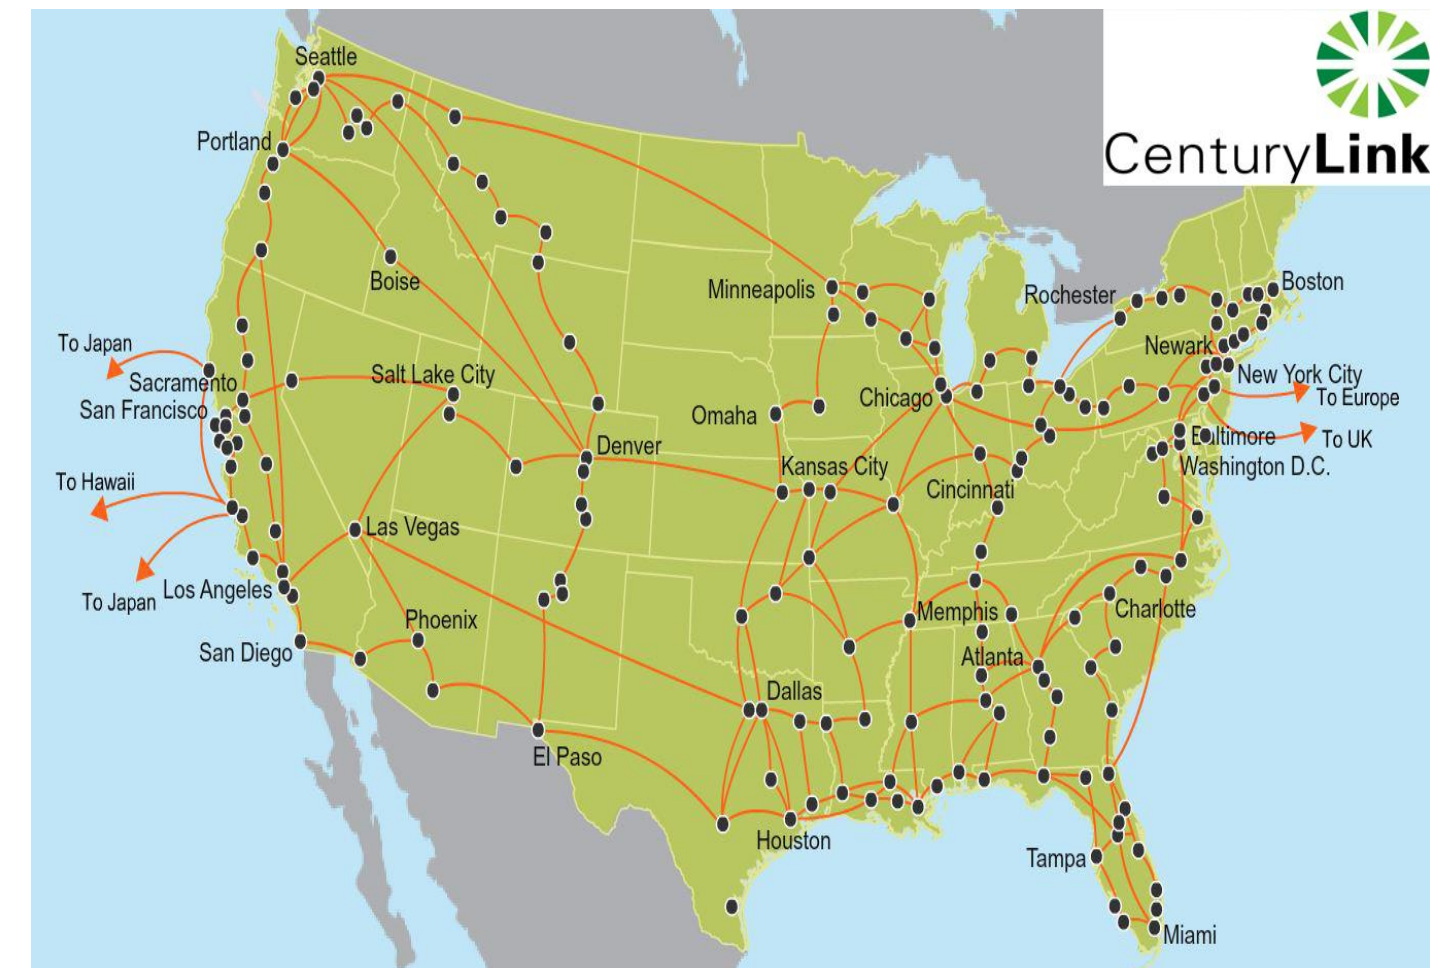 Seattle
CenturyLink
Portland
Boise
Minneapolis
Rochester
Boston
To Japan
Newark
Salt Lake City
Sacramento
New York City
San Francisco
Chicago
To Europe
Omaha
Denver
Baltimore
To UK
Kansas City
Washington D.C.
To Hawaii
Cincinnati
Las Vegas
Los Angeles
To Japan
Phoenix
Memphis
Charlotte
San Diego
Atlanta
Dallas
El Paso
Houston
Tampa
Miami